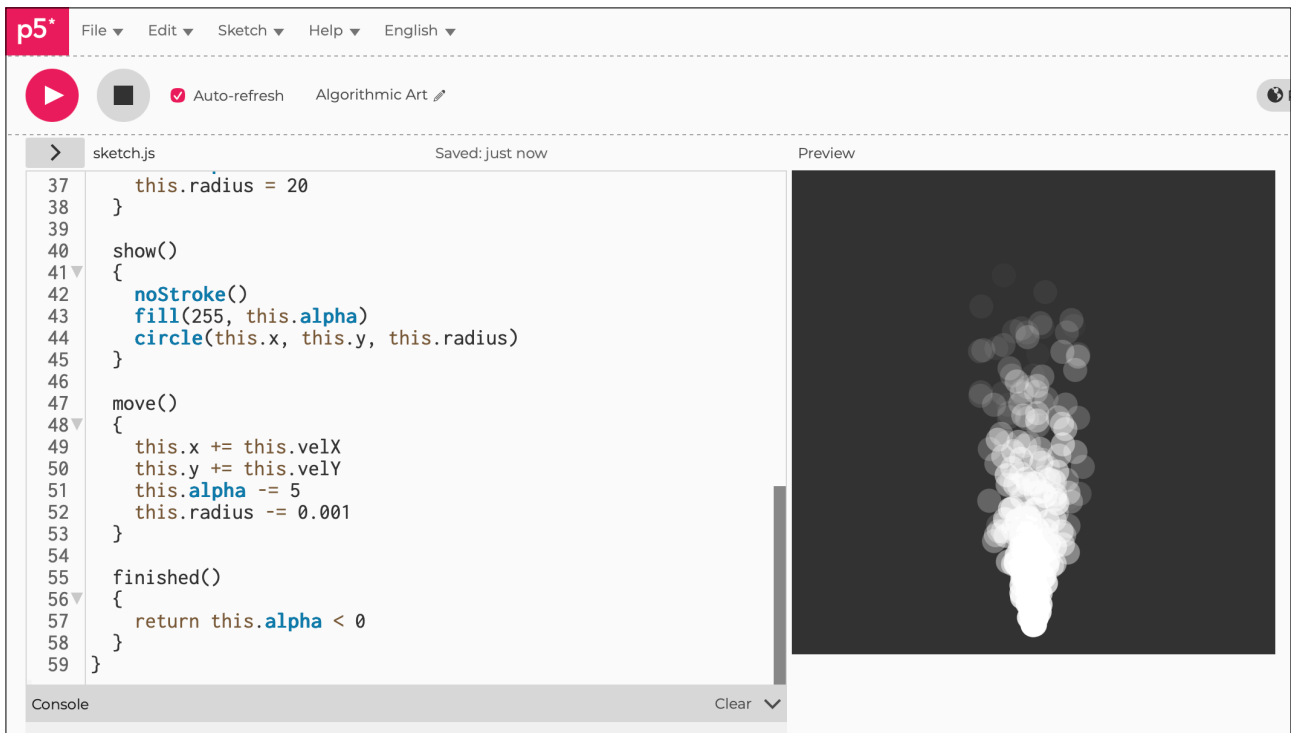 p5*
File Edit Sketch Help English
Auto-refresh Algorithmic Art
sketch.js Saved: just now Preview
37 this.radius = 20
38 }
39
40 show()
41 {
42 noStroke()
43 fill(255, this.alpha)
44 circle(this.x, this.y, this.radius)
45 }
46
47 move()
48 {
49 this.x += this.velX
50 this.y += this.velY
51 this.alpha -= 5
52 this.radius -= 0.001
53 }
54
55 finished()
56 {
57 return this.alpha < 0
58 }
59 }
Console Clear